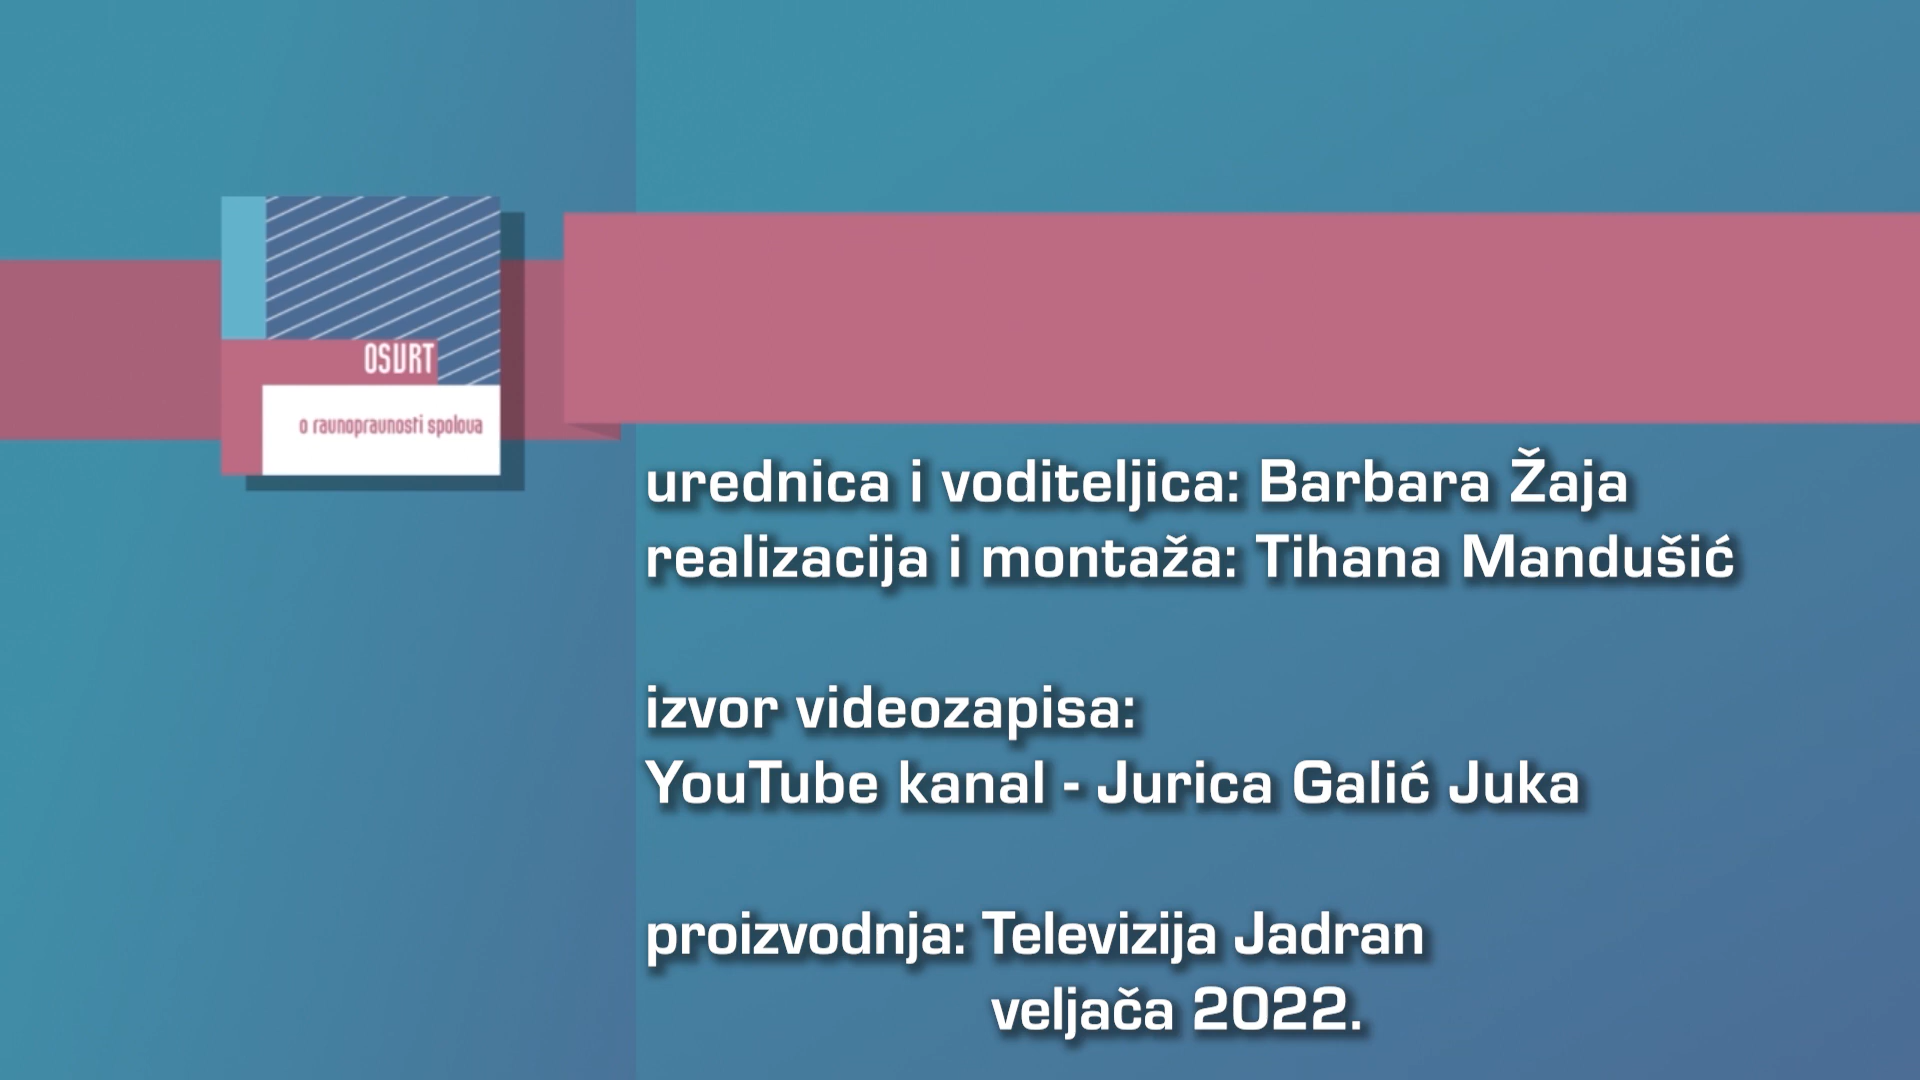 OSURT
o ravnopravnosti spolova
urednica i voditeljica: Barbara Žaja
realizacija i montaža: Tihana Mandušić
izvor videozapisa:
YouTube kanal - Jurica Galić Juka
proizvodnja: Televizija Jadran
veljača 2022.